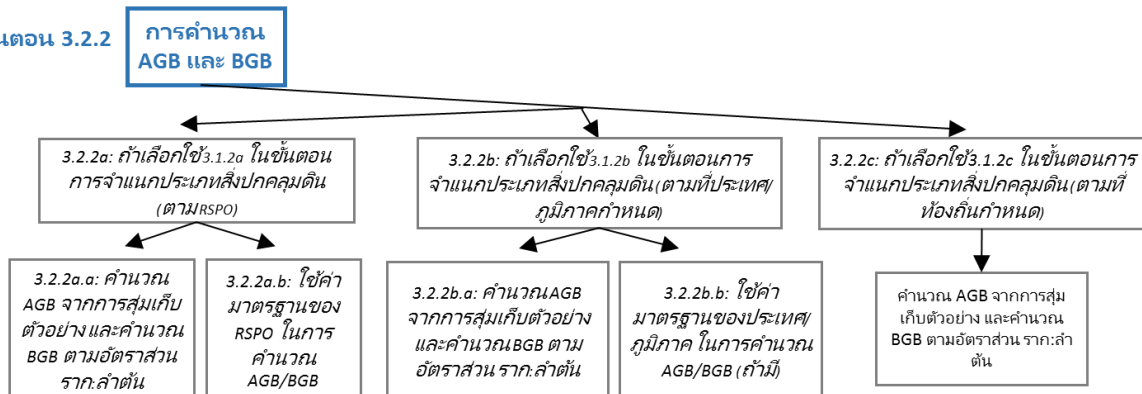 นตอน 3.2.2
การคำนวณ
AGB และ BGB
3.2.2a: ถ้าเลือกใช้3.1.2a ในขั้นตอน
การจำแนกประเภทสิ่งปกคลุมดิน
(ตามRSPO)
3.2.2b: ถ้าเลือกใช้3.1.2b ในขั้นตอนการ
จำแนกประเภทสิ่งปกคลุมดิน(ตามที่ประเทศ/
ภูมิภาคกำหนด)
3.2.2c: ถ้าเลือกใช้3.1.2c ในขั้นตอนการ
จำแนกประเภทสิ่งปกคลุมดิน(ตามที่
ท้องถิ่นกำหนด)
3.2.2a.a: คำนวณ
AGB จากการสุ่มเก็บ
ตัวอย่าง และคำนวณ
BGB ตามอัตราส่วน
ราก:ลำต้น
3.2.2a.b: ใช้ค่า
มาตรฐานของ
RSPO ในการ
คำนวณ
AGB/BGB
3.2.2b.a: คำนวณAGB
จากการสุ่มเก็บตัวอย่าง
และคำนวณBGB ตาม
อัตราส่วน ราก:ลำต้น
3.2.2b.b: ใช้ค่า
มาตรฐานของประเทศ/
ภูมิภาค ในการคำนวณ
AGB/BGB (ถ้ามี)
คำนวณ AGB จากการสุ่ม
เก็บตัวอย่าง และคำนวณ
BGB ตามอัตราส่วน ราก:ลำ
ต้น